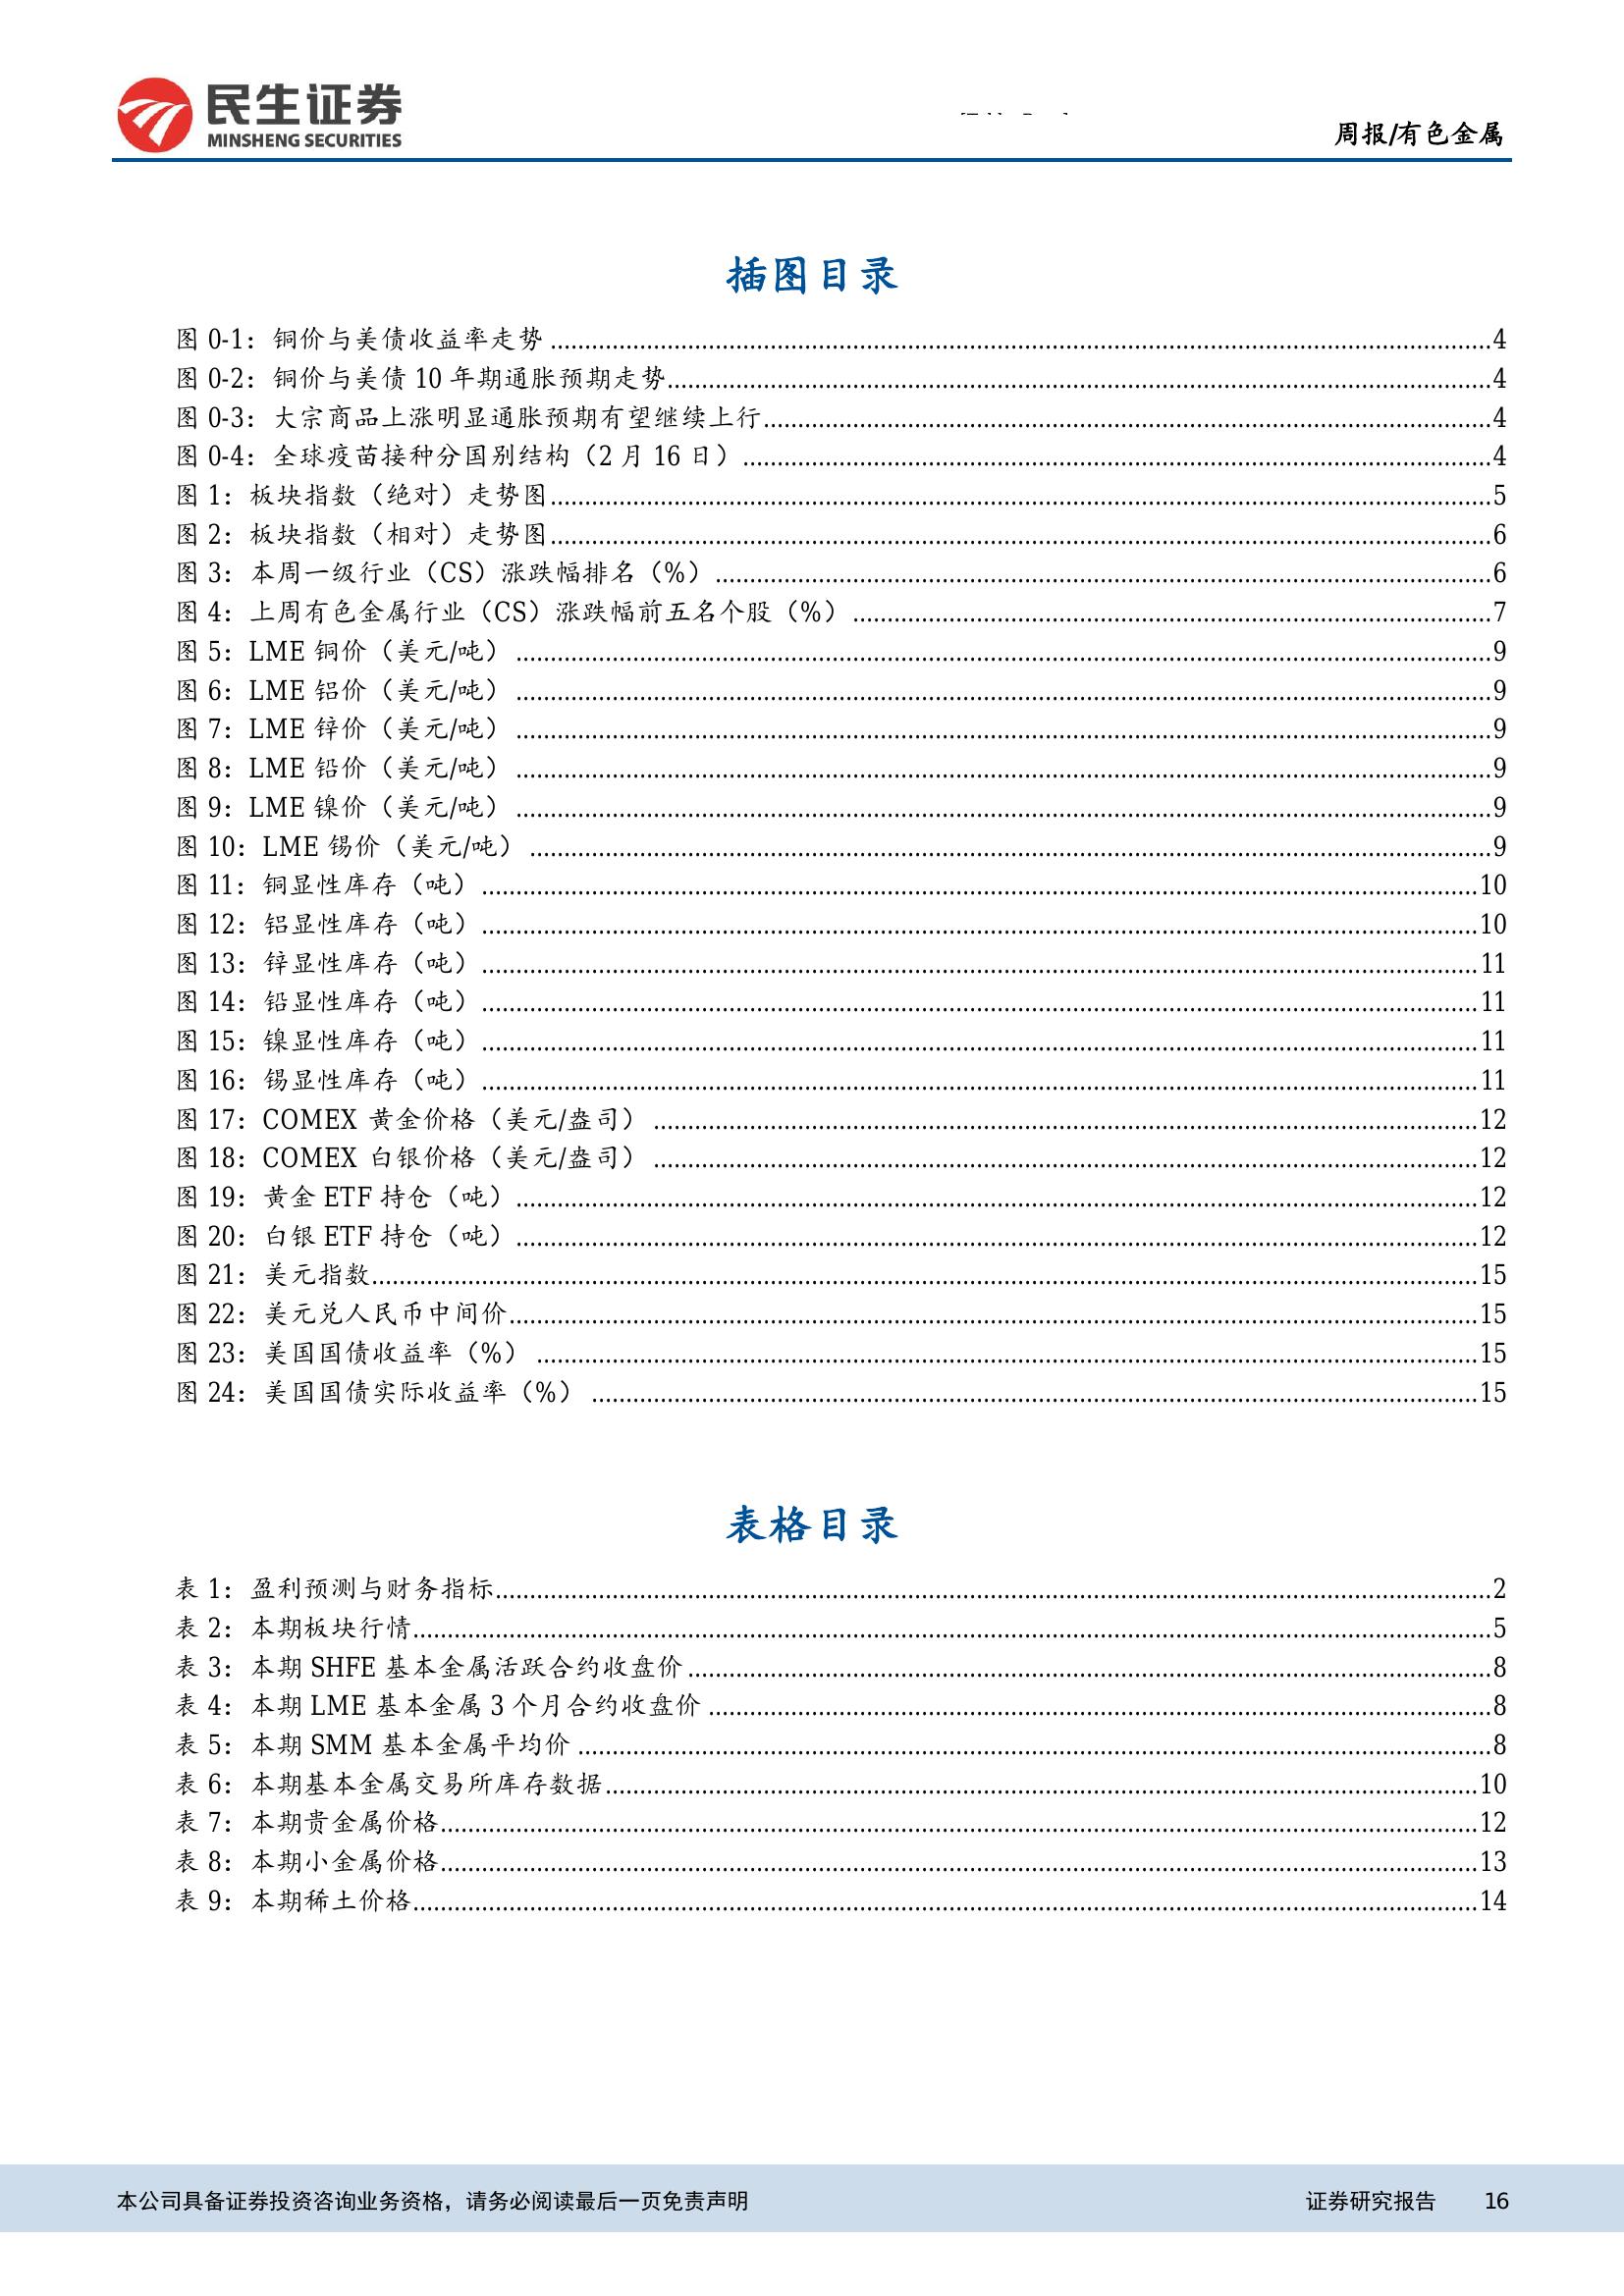 民生证券
MINSHENG SECURITIES
周报/有色金属
插图目录
图 0-1：铜价与美债收益率走势........4
图 0-2：铜价与美债 10 年期通胀预期走势........4
图 0-3：大宗商品上涨明显通胀预期有望继续上行........4
图 0-4：全球疫苗接种分国别结构（2 月 16 日）........4
图 1：板块指数（绝对）走势图........5
图 2：板块指数（相对）走势图........6
图 3：本周一级行业（CS）涨跌幅排名（%）........6
图 4：上周有色金属行业（CS）涨跌幅前五名个股（%）........7
图 5：LME 铜价（美元/吨）........9
图 6：LME 铝价（美元/吨）........9
图 7：LME 锌价（美元/吨）........9
图 8：LME 铅价（美元/吨）........9
图 9：LME 镍价（美元/吨）........9
图 10：LME 锡价（美元/吨）........9
图 11：铜显性库存（吨）........10
图 12：铝显性库存（吨）........10
图 13：锌显性库存（吨）........11
图 14：铅显性库存（吨）........11
图 15：镍显性库存（吨）........11
图 16：锡显性库存（吨）........11
图 17：COMEX 黄金价格（美元/盎司）........12
图 18：COMEX 白银价格（美元/盎司）........12
图 19：黄金 ETF 持仓（吨）........12
图 20：白银 ETF 持仓（吨）........12
图 21：美元指数........15
图 22：美元兑人民币中间价........15
图 23：美国国债收益率（%）........15
图 24：美国国债实际收益率（%）........15
表格目录
表 1：盈利预测与财务指标........2
表 2：本期板块行情........5
表 3：本期 SHFE 基本金属活跃合约收盘价........8
表 4：本期 LME 基本金属 3 个月合约收盘价........8
表 5：本期 SMM 基本金属平均价........8
表 6：本期基本金属交易所库存数据........10
表 7：本期贵金属价格........12
表 8：本期小金属价格........13
表 9：本期稀土价格........14
本公司具备证券投资咨询业务资格，请务必阅读最后一页免责声明
证券研究报告 16